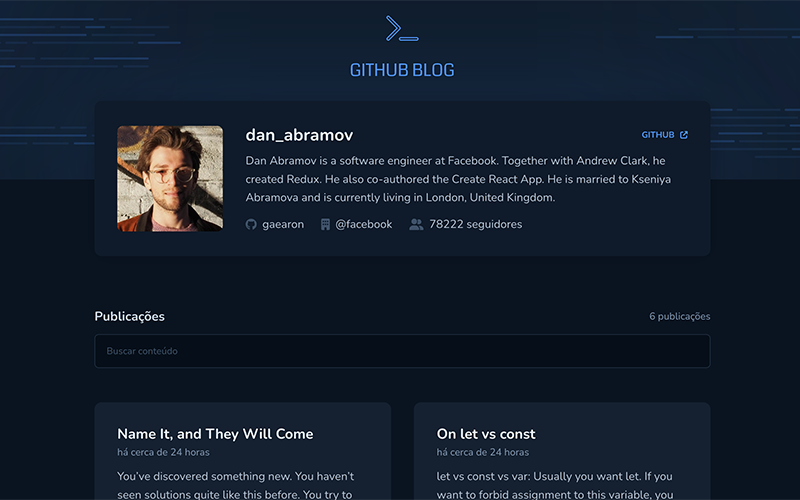 GITHUB BLOG
dan_abramov
GITHUB
Dan Abramov is a software engineer at Facebook. Together with Andrew Clark, he
created Redux. He also co-authored the Create React App. He is married to Kseniya
Abramova and is currently living in London, United Kingdom.
gaearon @facebook 78222 seguidores
Publicações 6 publicações
Buscar conteúdo
Name It, and They Will Come
há cerca de 24 horas
You’ve discovered something new. You haven’t
seen solutions quite like this before. You try to
On let vs const
há cerca de 24 horas
let vs const vs var: Usually you want let. If you
want to forbid assignment to this variable, you